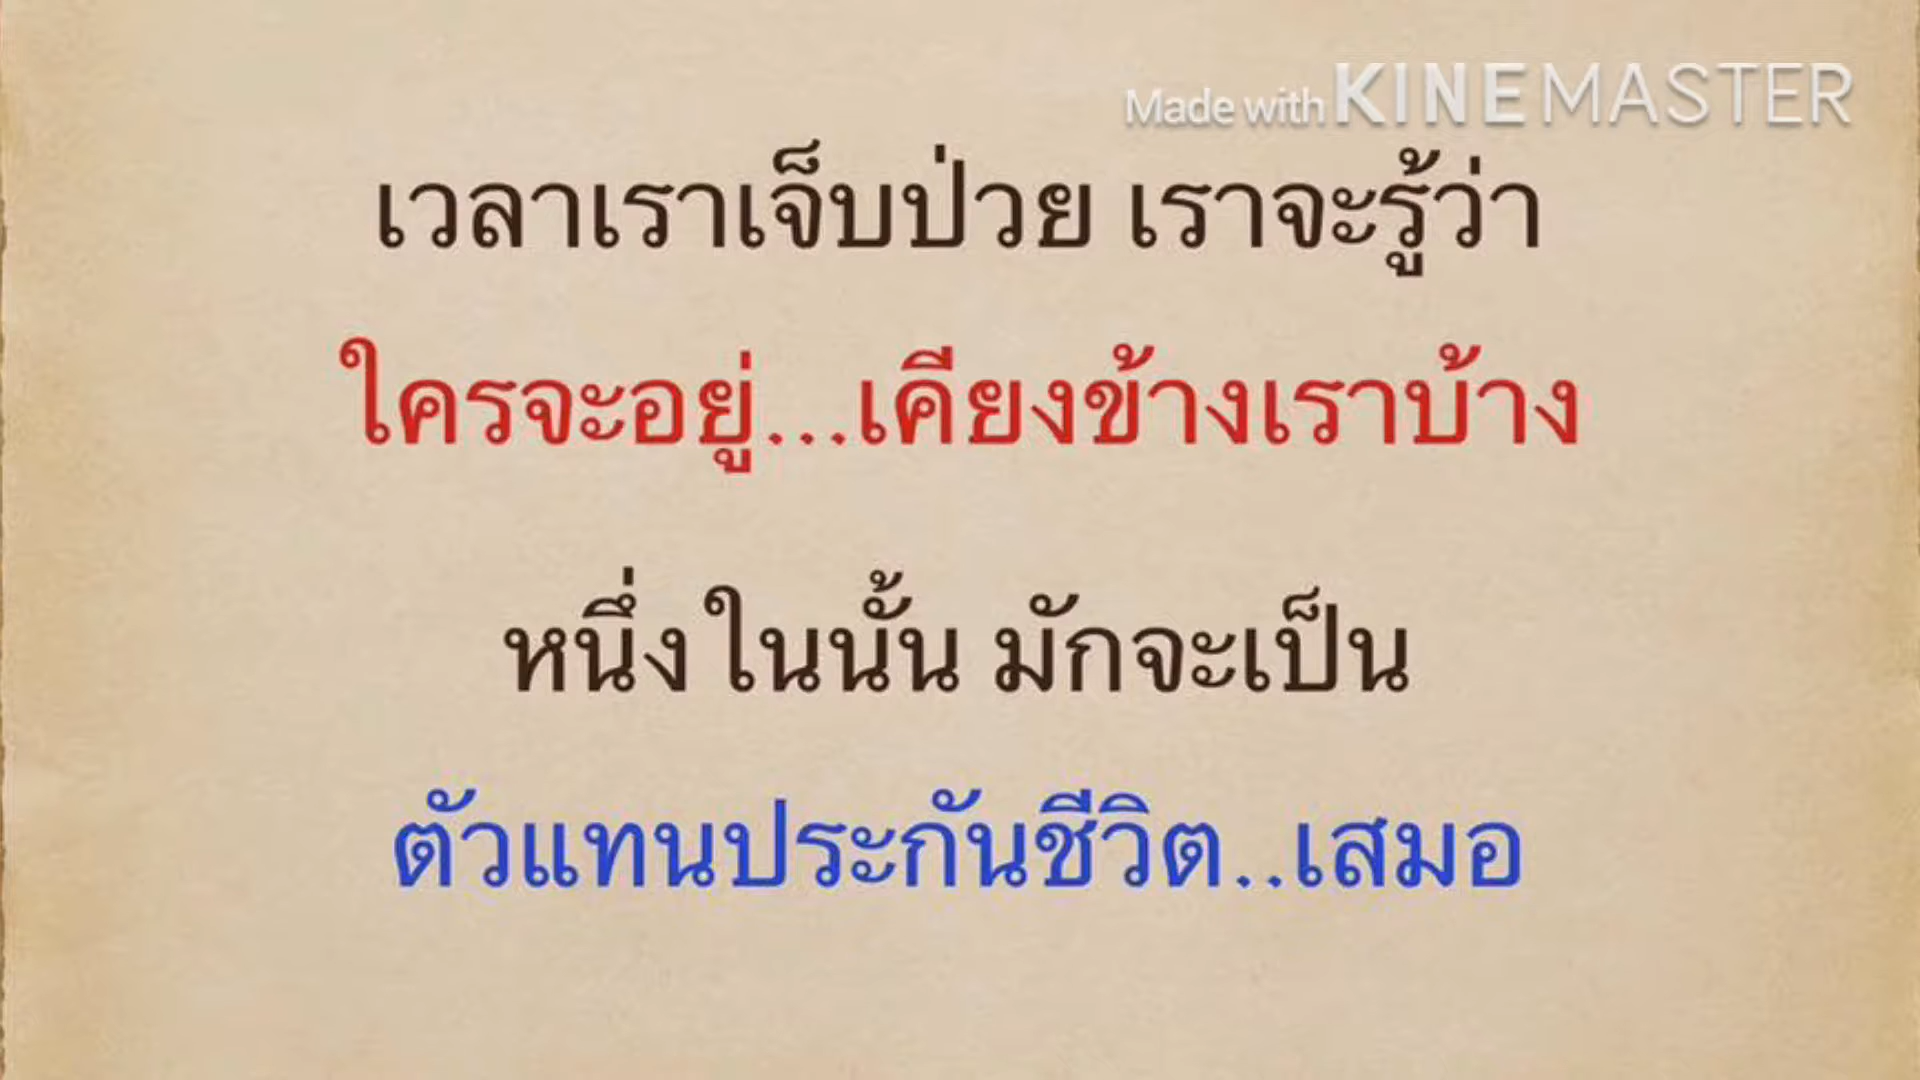 Made with KINEMASTER
เวลาเราเจ็บป่วย เราจะรู้ว่า
ใครจะอยู่...เคียงข้างเราบ้าง
หนึ่ง ในนั้น มักจะเป็น
ตัวแทนประกันชีวิต..เสมอ